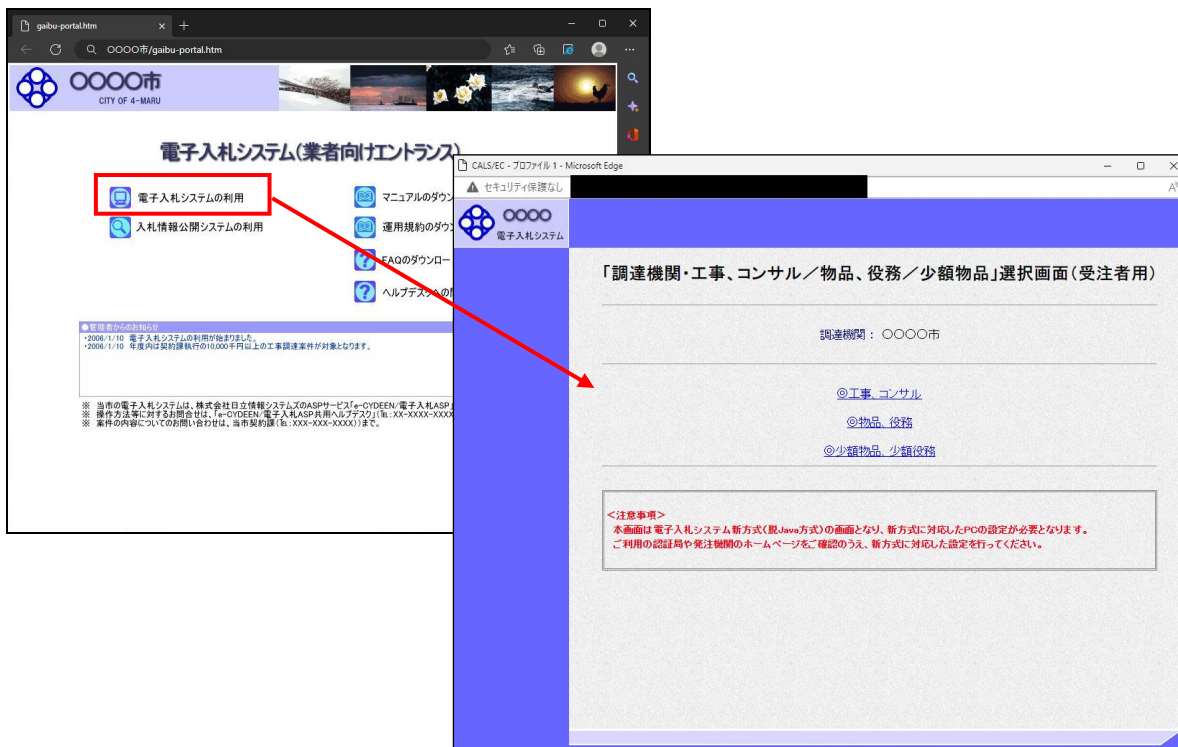 gaibu-portal.htm
〇〇〇〇市/gaibu-portal.htm
〇〇〇〇市
CITY OF 4-MARU
電子入札システム(業者向けエントランス)
電子入札システムの利用
マニュアルのダウン
入札情報公開システムの利用
運用規約のダウ
FAQのダウンロー
ヘルプデスクへの
●管理者からのお知らせ
・2006/1/10 電子入札システムの利用が始まりました。
・2006/1/10 年度内は契約課執行の10,000千円以上の工事調達案件が対象となります。
※ 当市の電子入札システムは、株式会社日立情報システムズのASPサービス｢e-CYDEEN/電子入札ASP｣
※ 操作方法等に対するお問合せは、｢e-CYDEEN/電子入札ASP共用ヘルプデスク｣(℡:XX-XXXX-XXXX
※ 案件の内容についてのお問い合わせは、当市契約課(℡:XXX-XXX-XXXX))まで。
CALS/EC - プロファイル 1 - Microsoft Edge
セキュリティ保護なし
〇〇〇〇
電子入札システム
「調達機関・工事、コンサル／物品、役務／少額物品」選択画面(受注者用)
調達機関： 〇〇〇〇市
◎工事、コンサル
◎物品、役務
◎少額物品、少額役務
＜注意事項＞
本画面は電子入札システム新方式(脱Java方式)の画面となり、新方式に対応したPCの設定が必要となります。
ご利用の認証局や発注機関のホームページをご確認のうえ、新方式に対応した設定を行ってください。